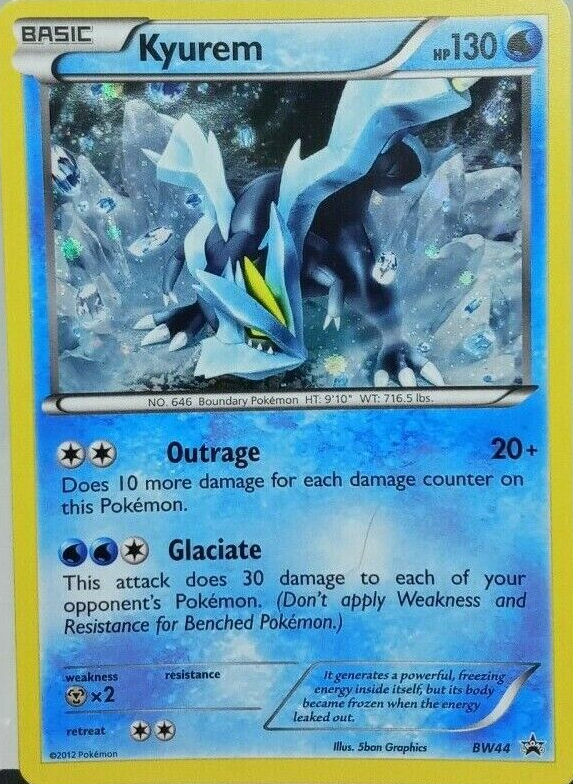 BASIC Kyurem HP130
NO. 646 Boundary Pokémon HT: 9'10" WT: 716.5 lbs.
Outrage 20+
Does 10 more damage for each damage counter on
this Pokémon.
Glaciate
This attack does 30 damage to each of your
opponent's Pokémon. (Don't apply Weakness and
Resistance for Benched Pokémon.)
weakness resistance
×2
retreat
It generates a powerful, freezing
energy inside itself, but its body
became frozen when the energy
leaked out.
©2012 Pokémon Illus. 5ban Graphics BW44
PROMO